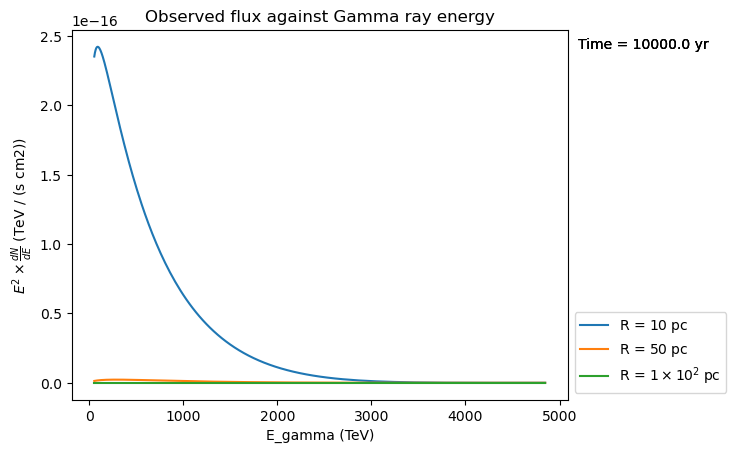 Observed flux against Gamma ray energy
1e−16
Time = 10000.0 yr
2.5
2.0
1.5
1.0
0.5
0.0
E² × dN/dE (TeV / (s cm2))
0
1000
2000
3000
4000
5000
E_gamma (TeV)
R = 10 pc
R = 50 pc
R = 1 × 10² pc